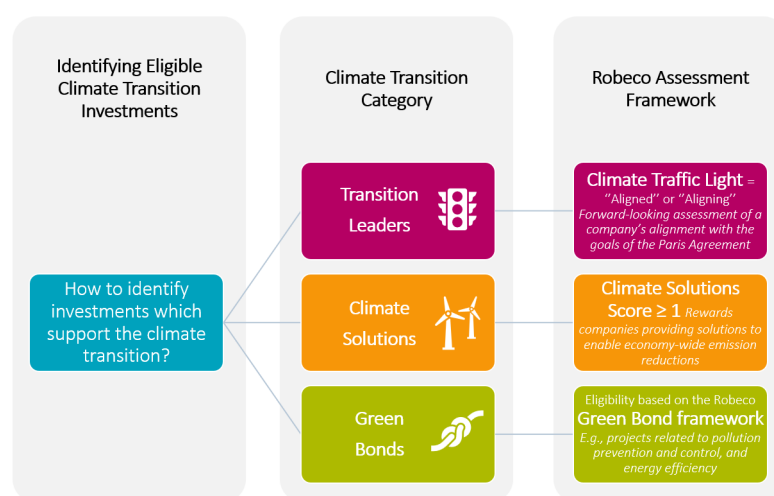 Identifying Eligible
Climate Transition
Investments
Climate Transition
Category
Robeco Assessment
Framework
How to identify
investments which
support the climate
transition?
Transition
Leaders
Climate Traffic Light =
“Aligned” or “Aligning”
Forward-looking assessment of a
company’s alignment with the
goals of the Paris Agreement
Climate
Solutions
Climate Solutions
Score ≥ 1 Rewards
companies providing solutions to
enable economy-wide emission
reductions
Green
Bonds
Eligibility based on the Robeco
Green Bond framework
E.g., projects related to pollution
prevention and control, and
energy efficiency